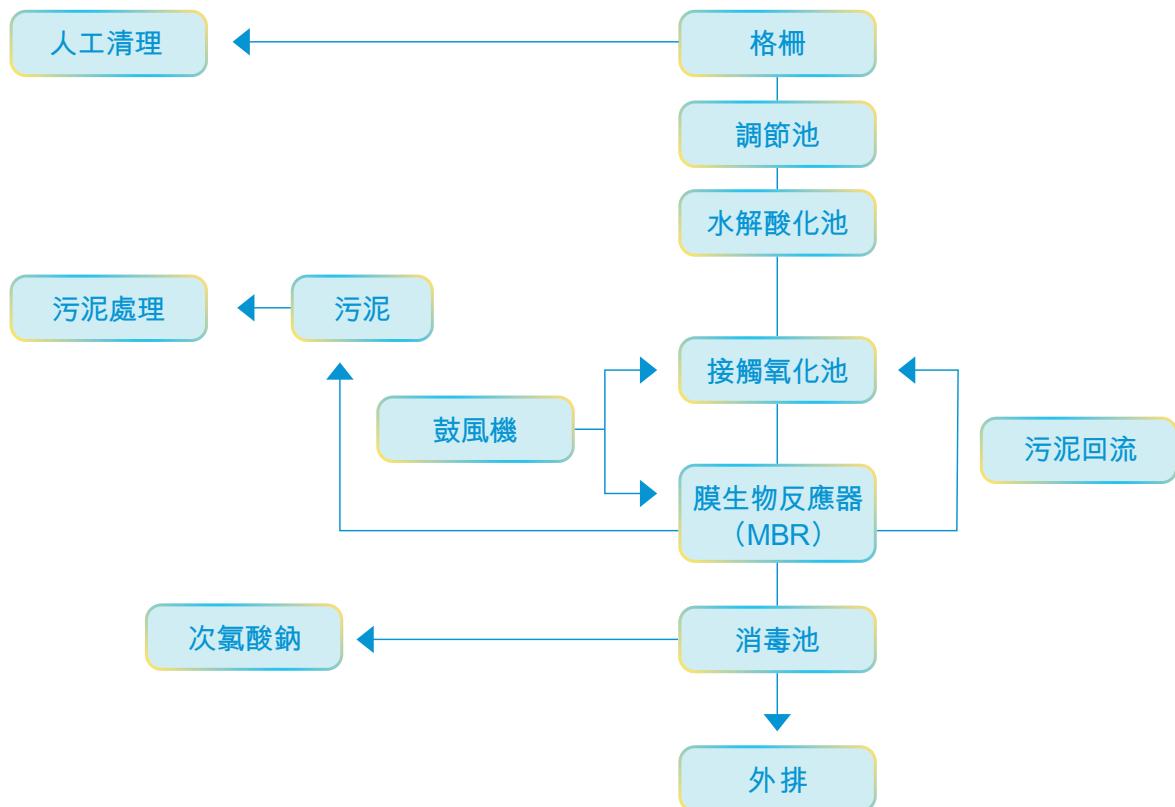 人工清理
格柵
調節池
水解酸化池
污泥處理
污泥
接觸氧化池
鼓風機
污泥回流
膜生物反應器
（MBR）
次氯酸鈉
消毒池
外排